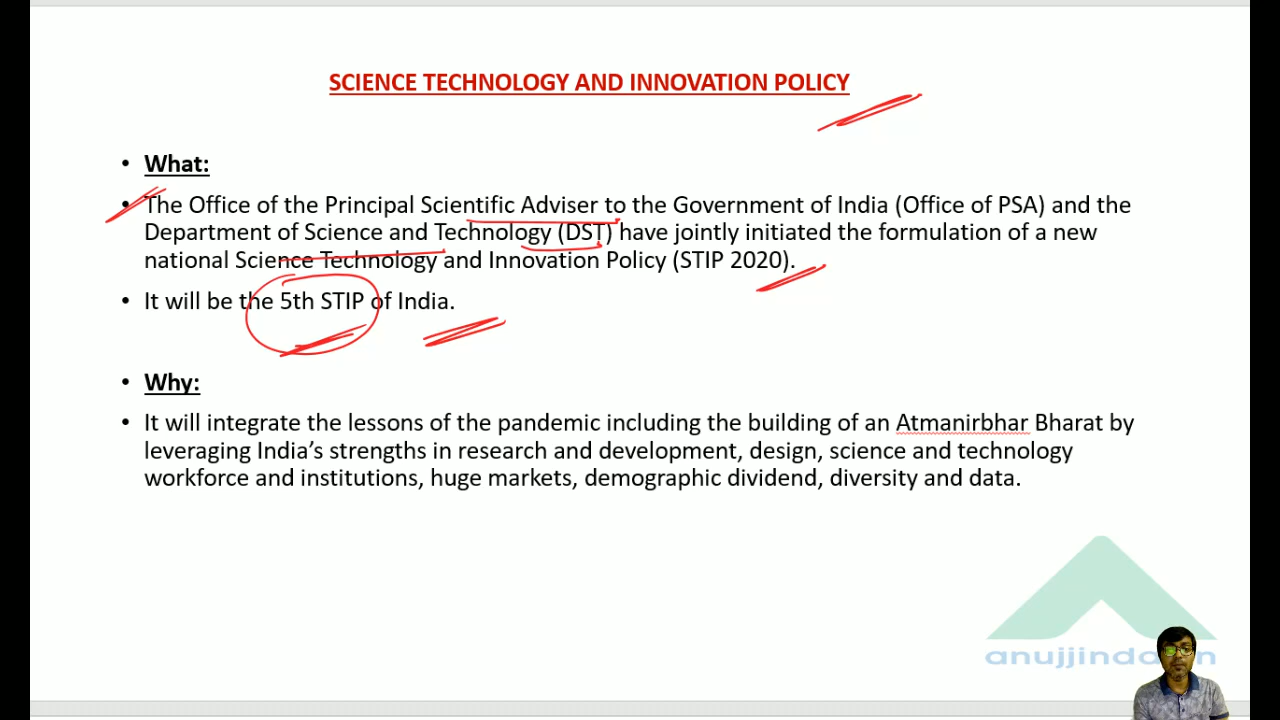 SCIENCE TECHNOLOGY AND INNOVATION POLICY
• What:
• The Office of the Principal Scientific Adviser to the Government of India (Office of PSA) and the
Department of Science and Technology (DST) have jointly initiated the formulation of a new
national Science Technology and Innovation Policy (STIP 2020).
• It will be the 5th STIP of India.
• Why:
• It will integrate the lessons of the pandemic including the building of an Atmanirbhar Bharat by
leveraging India's strengths in research and development, design, science and technology
workforce and institutions, huge markets, demographic dividend, diversity and data.